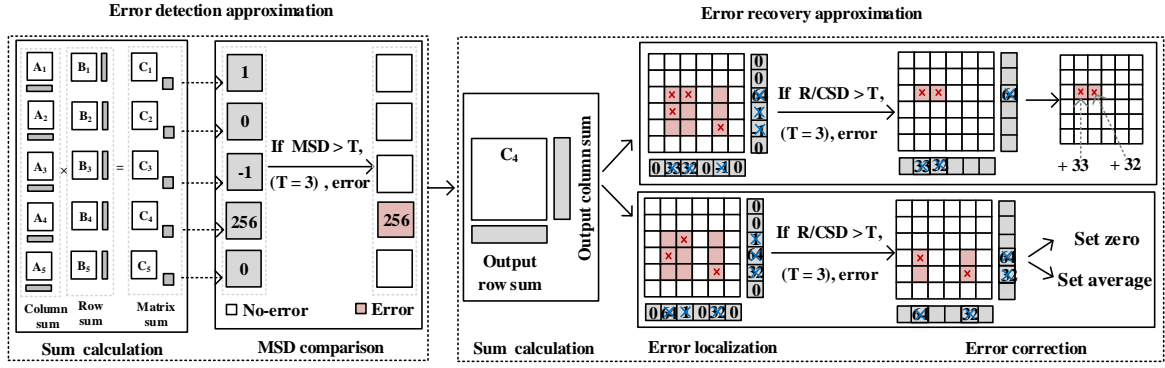 Error detection approximation
Error recovery approximation
A1 B1 C1
A2 B2 C2
A3 × B3 = C3
A4 B4 C4
A5 B5 C5
Column sum
Row sum
Matrix sum
Sum calculation
1
0
-1
256
0
If MSD > T,
(T = 3) , error
256
No-error
Error
MSD comparison
C4
Output column sum
Output
row sum
Sum calculation
0
0
64
1
-1
0
0 33 32 0 -1 0
If R/CSD > T,
(T = 3), error
64
33 32
+ 33
+ 32
0
0
1
64
32
0
0 64 1 0 32 0
If R/CSD > T,
(T = 3), error
64
32
64 32
Set zero
Set average
Error localization
Error correction